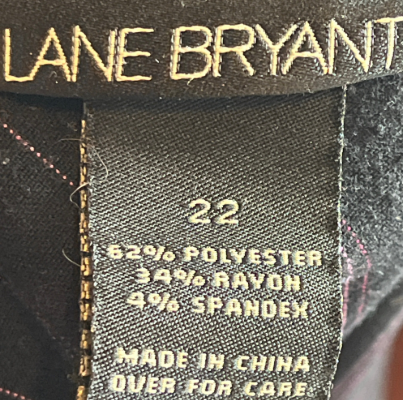 LANE BRYANT
22
62% POLYESTER
34% RAYON
4% SPANDEX
MADE IN CHINA
OVER FOR CARE